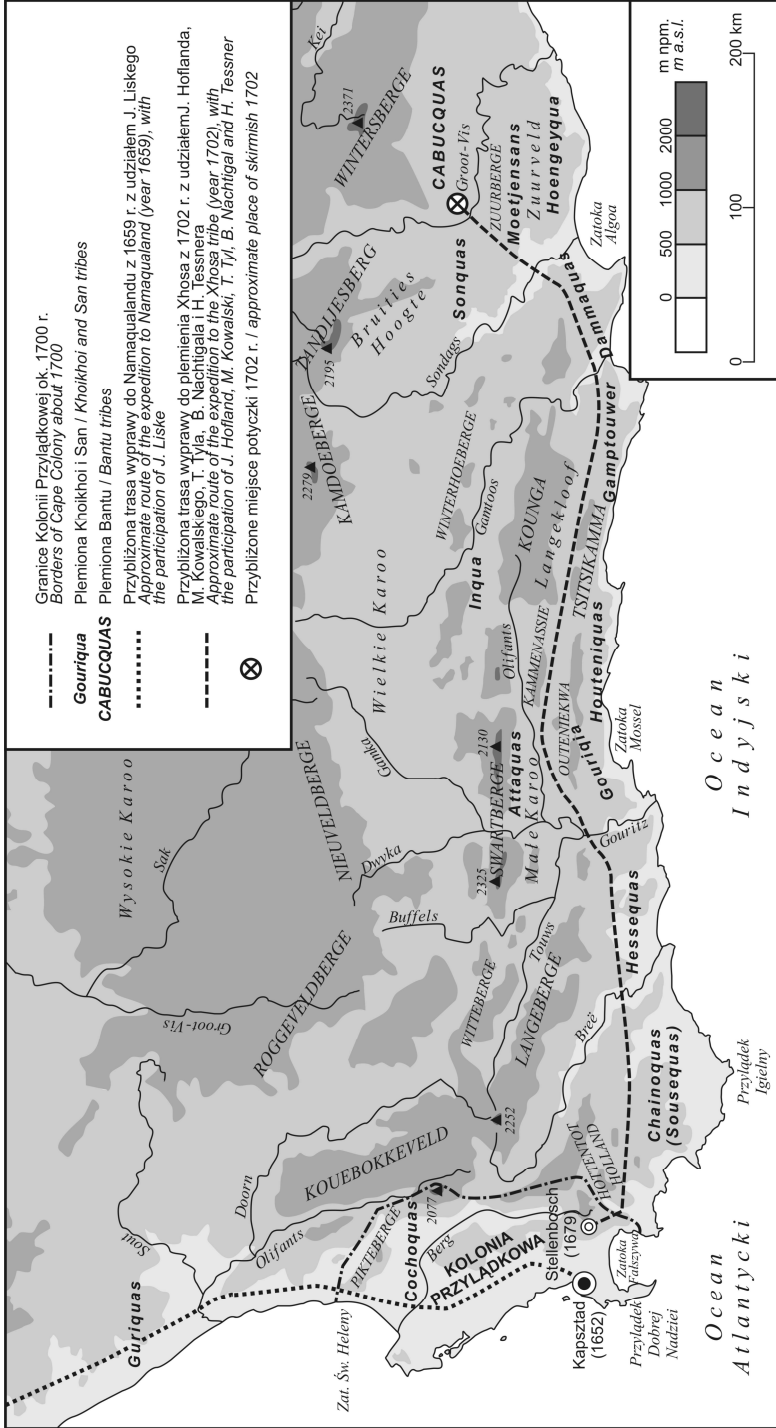 Granice Kolonii Przylądkowej ok. 1700 r.
Borders of Cape Colony about 1700
Gouriqua
Plemiona Khoikhoi i San / Khoikhoi and San tribes
CABUCQUAS
Plemiona Bantu / Bantu tribes
Przybliżona trasa wyprawy do Namaqualandu z 1659 r. z udziałem J. Liskego
Approximate route of the expedition to Namaqualand (year 1659), with
the participation of J. Liske
Przybliżona trasa wyprawy do plemienia Xhosa z 1702 r. z udziałemJ. Hoflanda,
M. Kowalskiego, T. Tyla, B. Nachtigala i H. Tessnera
Approximate route of the expedition to the Xhosa tribe (year 1702), with
the participation of J. Hofland, M. Kowalski, T. Tyl, B. Nachtigal and H. Tessner
Przybliżone miejsce potyczki 1702 r. / approximate place of skirmish 1702
Wysokie Karoo
Sak
Groot-Vis
Sout
Guriquas
Doorn
Olifants
KOUEBOKKEVELD
ROGGEVELDBERGE
NIEUVELDBERGE
Gamka
Dwyka
Buffels
Wielkie Karoo
2279
KAMDOEBERGE
2195
TANDJIESBERG
Bruities
Hoogte
WINTERSBERGE
2371
Kei
CABUCQUAS
Groot-Vis
ZUURBERGE
Moetjensans
Zuurveld
Hoengeyqua
Sonquas
Sondags
WINTERHOEBERGE
Gamtoos
Inqua
KOUNGA
Langekloof
Olifants
KAMMENASSIE
TSITSIKAMMA
Gamptouwer
Dammaquas
Zatoka
Algoa
2130
SWARTBERGE
2325
Attaquas
Małe Karoo
OUTENIEKWA
Houteniquas
Gouriqia
Zatoka
Mossel
Gouritz
Touws
WITTEBERGE
LANGEBERGE
Hessequas
Breë
2252
Chainoquas
(Sousequas)
HOTTENTOT
HOLLAND
Przylądek
Igielny
2077
PIKTEBERGE
Cochoquas
Berg
KOLONIA
PRZYLĄDKOWA
Stellenbosch
(1679
Zat. Św. Heleny
Kapsztad
(1652)
Zatoka
Fałszywa
Przylądek
Dobrej
Nadziei
Ocean
Atlantycki
Ocean
Indyjski
0
500
1000
2000
m npm.
m a.s.l.
0
100
200 km